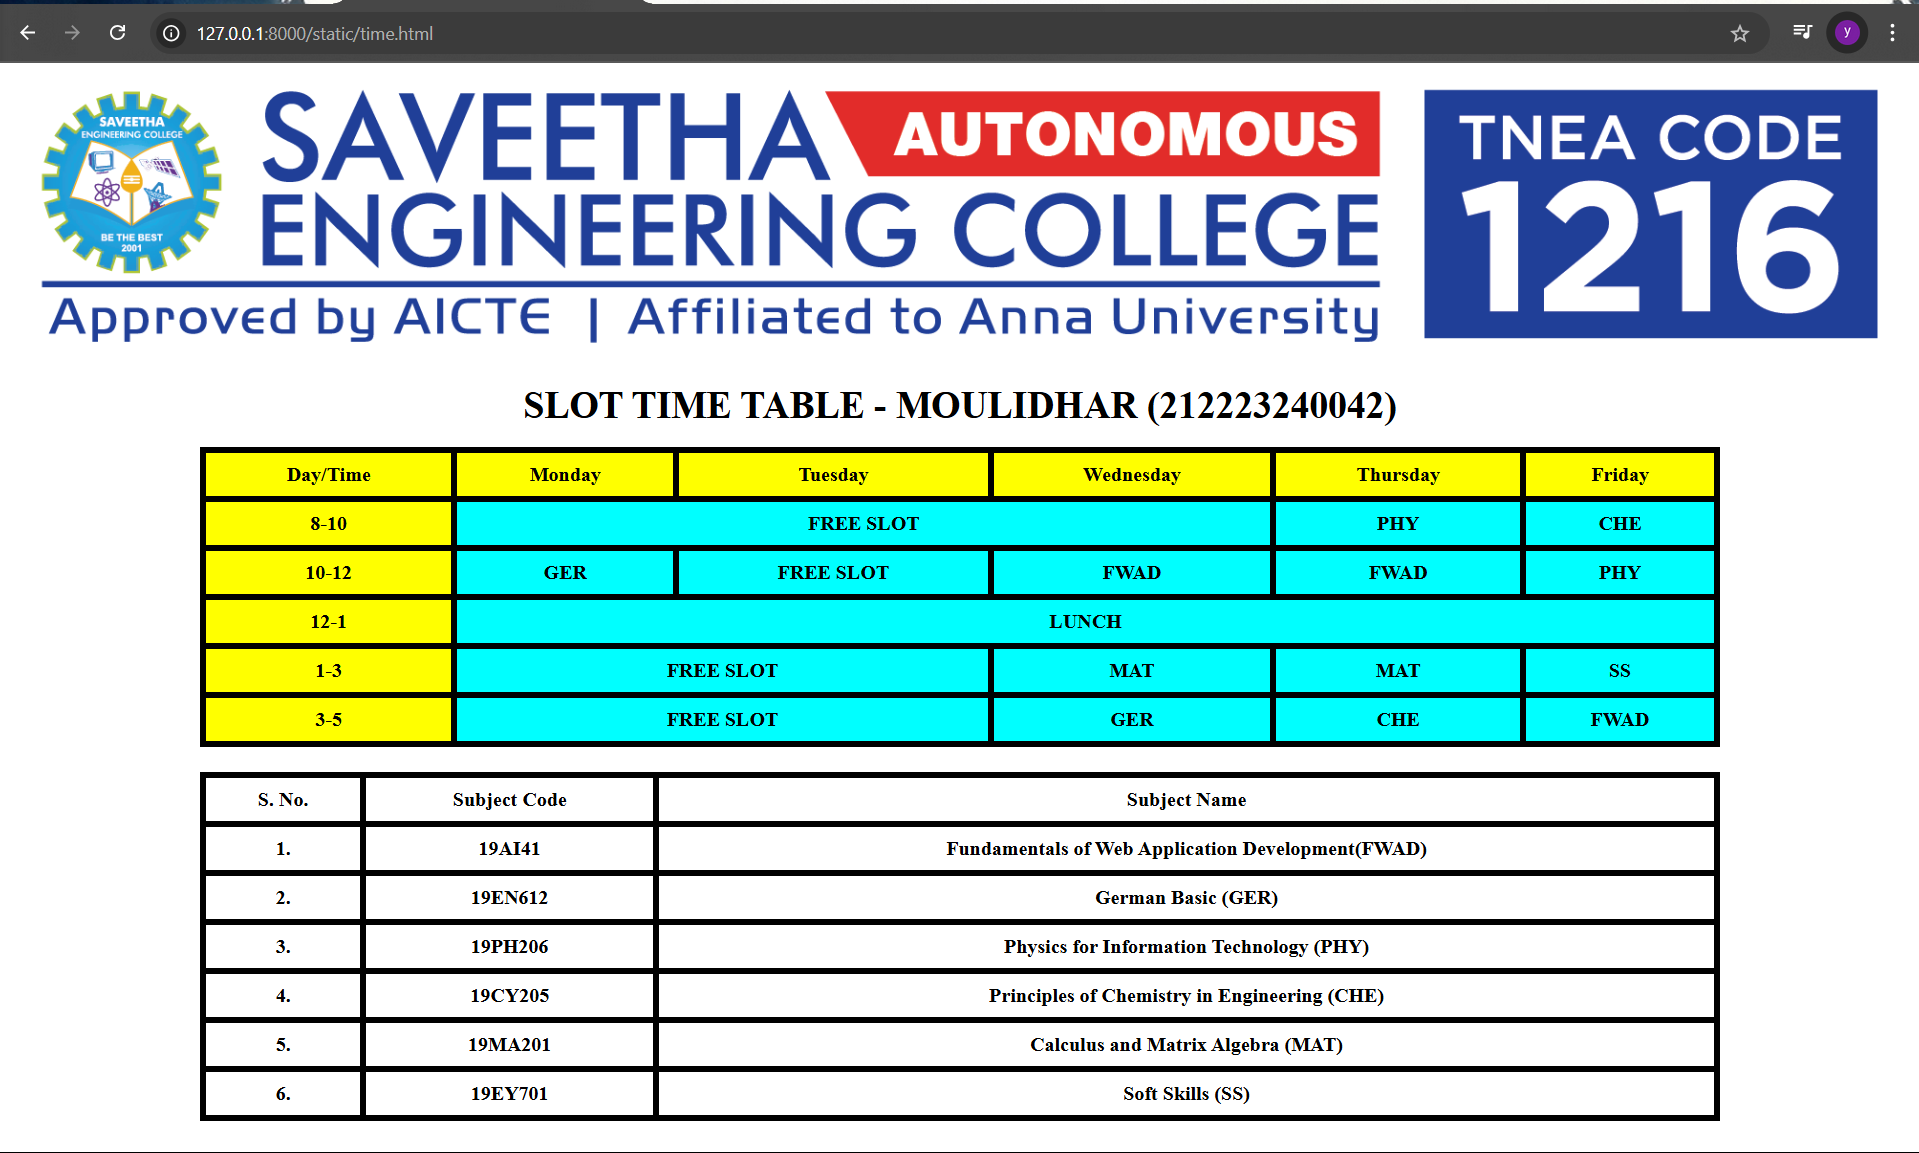 127.0.0.1:8000/static/time.html
y
SAVEETHA
ENGINEERING COLLEGE
BE THE BEST
2001
SAVEETHA AUTONOMOUS
ENGINEERING COLLEGE
Approved by AICTE | Affiliated to Anna University
TNEA CODE
1216
SLOT TIME TABLE - MOULIDHAR (212223240042)
Day/Time Monday Tuesday Wednesday Thursday Friday
8-10 FREE SLOT PHY CHE
10-12 GER FREE SLOT FWAD FWAD PHY
12-1 LUNCH
1-3 FREE SLOT MAT MAT SS
3-5 FREE SLOT GER CHE FWAD
S. No. Subject Code Subject Name
1. 19AI41 Fundamentals of Web Application Development(FWAD)
2. 19EN612 German Basic (GER)
3. 19PH206 Physics for Information Technology (PHY)
4. 19CY205 Principles of Chemistry in Engineering (CHE)
5. 19MA201 Calculus and Matrix Algebra (MAT)
6. 19EY701 Soft Skills (SS)